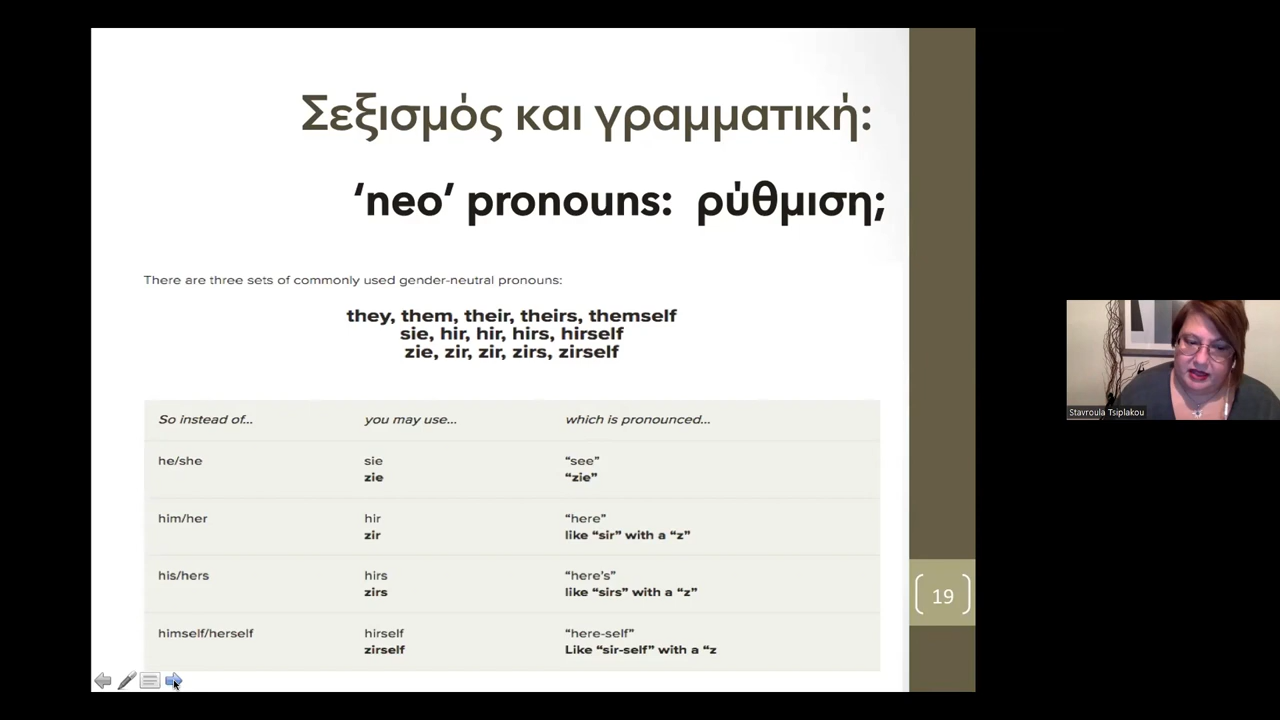 Σεξισμός και γραμματική:
‘neo’ pronouns: ρύθμιση;
There are three sets of commonly used gender-neutral pronouns:
they, them, their, theirs, themself
sie, hir, hir, hirs, hirself
zie, zir, zir, zirs, zirself
So instead of... you may use... which is pronounced...
he/she sie “see”
zie “zie”
him/her hir “here”
zir like “sir” with a “z”
his/hers hirs “here’s”
zirs like “sirs” with a “z”
himself/herself hirself “here-self”
zirself Like “sir-self” with a “z
19
Stavroula Tsiplakou